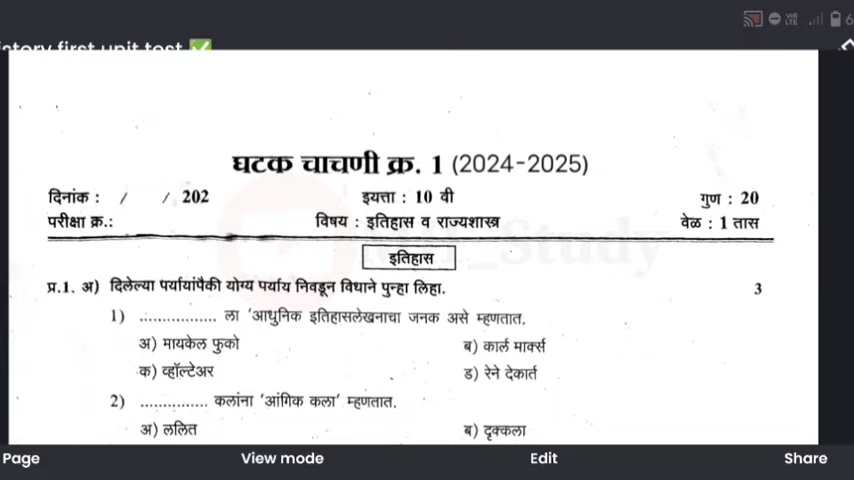 history first unit test ✅
घटक चाचणी क्र. 1 (2024-2025)
दिनांक : / / 202 इयत्ता : 10 वी गुण : 20
परीक्षा क्र.: विषय : इतिहास व राज्यशास्त्र वेळ : 1 तास
_Study
इतिहास
प्र.1. अ) दिलेल्या पर्यायांपैकी योग्य पर्याय निवडून विधाने पुन्हा लिहा. 3
1) ................. ला 'आधुनिक इतिहासलेखनाचा जनक असे म्हणतात.
अ) मायकेल फुको ब) कार्ल मार्क्स
क) व्हॉल्टेअर ड) रेने देकार्त
2) ............... कलांना 'आंगिक कला' म्हणतात.
अ) ललित ब) दृक्कला
Page View mode Edit Share